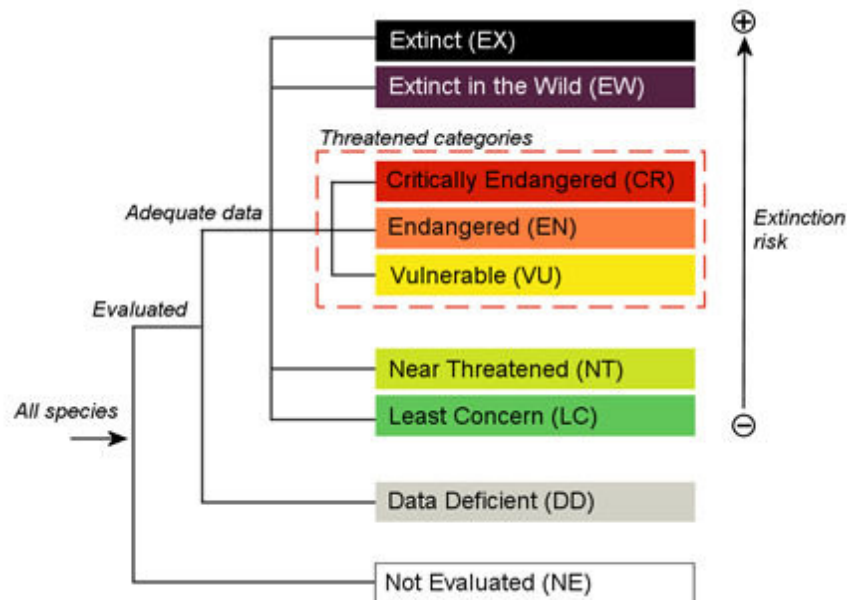 Extinct (EX)
Extinct in the Wild (EW)
Threatened categories
Critically Endangered (CR)
Adequate data
Endangered (EN)
Extinction
risk
Vulnerable (VU)
Evaluated
Near Threatened (NT)
All species
Least Concern (LC)
Data Deficient (DD)
Not Evaluated (NE)